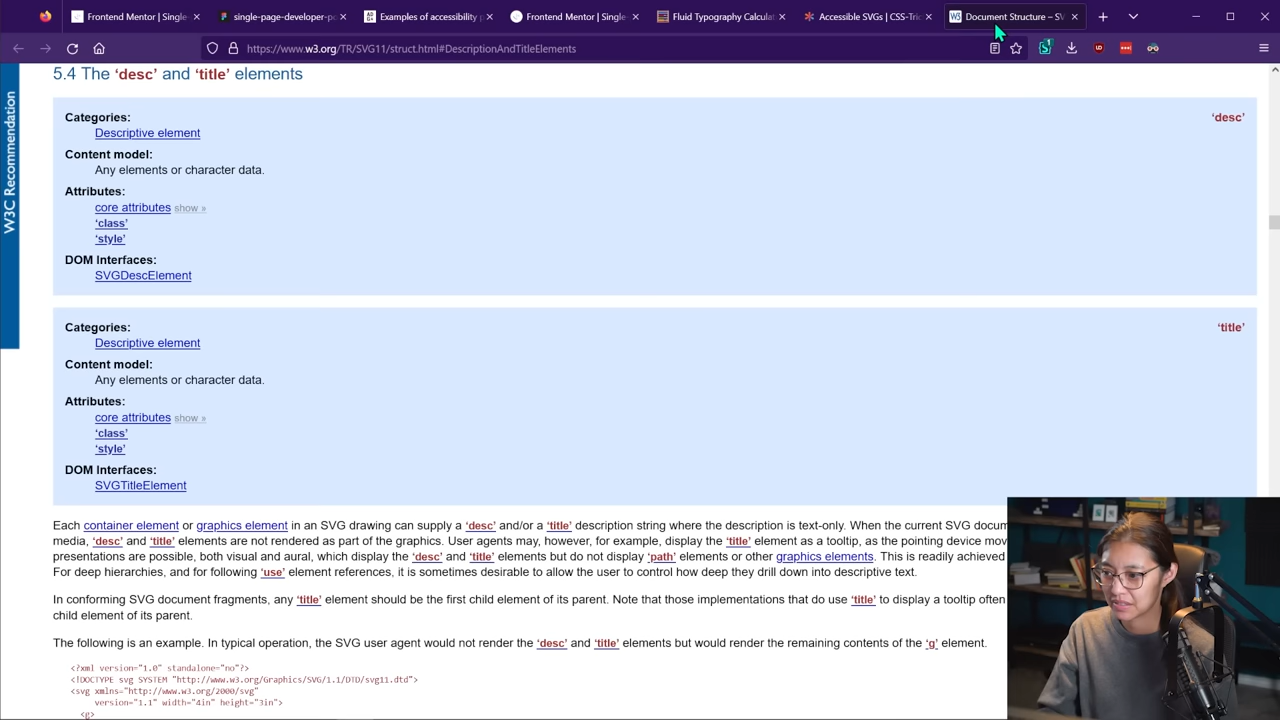 Frontend Mentor | Single-
single-page-developer-po
Examples of accessibility p
Frontend Mentor | Single-
Fluid Typography Calculat
Accessible SVGs | CSS-Tric
Document Structure – SV
https://www.w3.org/TR/SVG11/struct.html#DescriptionAndTitleElements
W3C Recommendation
5.4 The ‘desc’ and ‘title’ elements
‘desc’
Categories:
Descriptive element
Content model:
Any elements or character data.
Attributes:
core attributes show »
‘class’
‘style’
DOM Interfaces:
SVGDescElement
‘title’
Categories:
Descriptive element
Content model:
Any elements or character data.
Attributes:
core attributes show »
‘class’
‘style’
DOM Interfaces:
SVGTitleElement
Each container element or graphics element in an SVG drawing can supply a ‘desc’ and/or a ‘title’ description string where the description is text-only. When the current SVG docum
media, ‘desc’ and ‘title’ elements are not rendered as part of the graphics. User agents may, however, for example, display the ‘title’ element as a tooltip, as the pointing device mov
presentations are possible, both visual and aural, which display the ‘desc’ and ‘title’ elements but do not display ‘path’ elements or other graphics elements. This is readily achieved
For deep hierarchies, and for following ‘use’ element references, it is sometimes desirable to allow the user to control how deep they drill down into descriptive text.
In conforming SVG document fragments, any ‘title’ element should be the first child element of its parent. Note that those implementations that do use ‘title’ to display a tooltip often
child element of its parent.
The following is an example. In typical operation, the SVG user agent would not render the ‘desc’ and ‘title’ elements but would render the remaining contents of the ‘g’ element.
<?xml version="1.0" standalone="no"?>
<!DOCTYPE svg SYSTEM "http://www.w3.org/Graphics/SVG/1.1/DTD/svg11.dtd">
<svg xmlns="http://www.w3.org/2000/svg"
version="1.1" width="4in" height="3in">
<g>